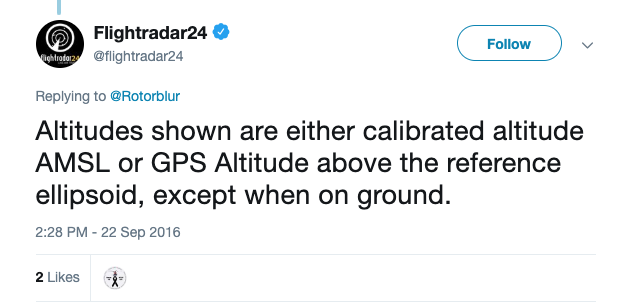 Flightradar24
@flightradar24
Follow
Replying to @Rotorblur
Altitudes shown are either calibrated altitude
AMSL or GPS Altitude above the reference
ellipsoid, except when on ground.
2:28 PM - 22 Sep 2016
2 Likes
flightradar24